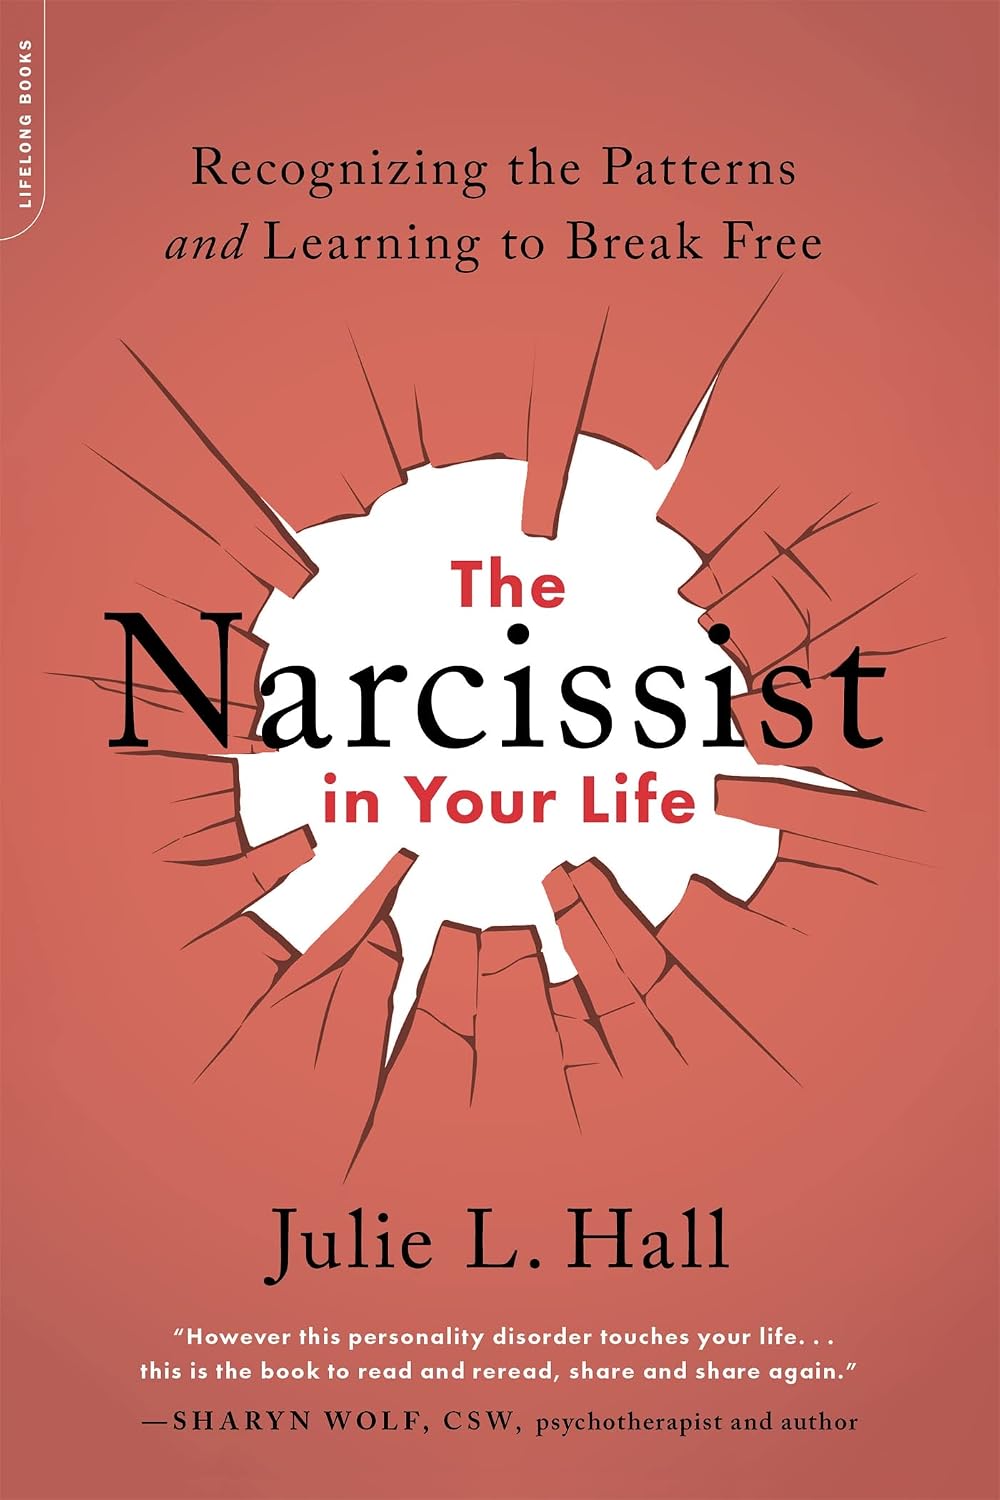 LIFELONG BOOKS
Recognizing the Patterns
and Learning to Break Free
The
Narcissist
in Your Life
Julie L. Hall
“However this personality disorder touches your life. . .
this is the book to read and reread, share and share again.”
—SHARYN WOLF, CSW, psychotherapist and author